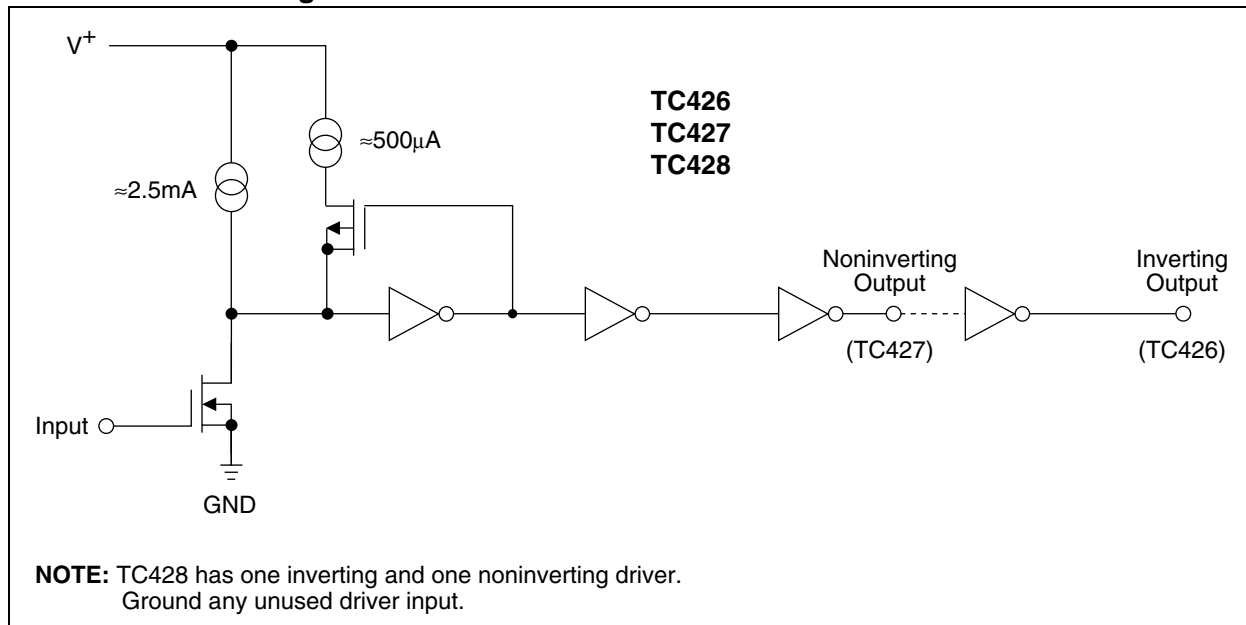 V+
≈500μA
≈2.5mA
TC426
TC427
TC428
Noninverting
Output
(TC427)
Inverting
Output
(TC426)
Input
GND
NOTE: TC428 has one inverting and one noninverting driver.
Ground any unused driver input.